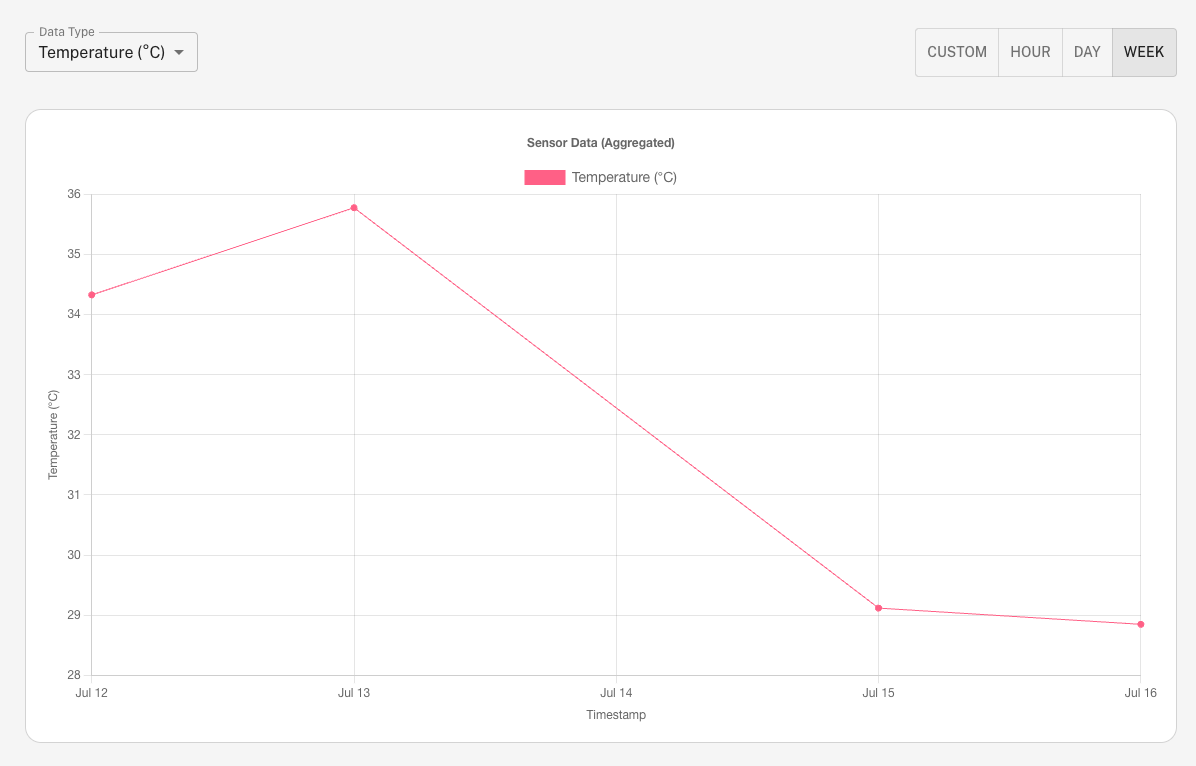 Data Type
Temperature (°C)
CUSTOM HOUR DAY WEEK
Sensor Data (Aggregated)
Temperature (°C)
36
35
34
33
32
31
30
29
28
Temperature (°C)
Jul 12 Jul 13 Jul 14 Jul 15 Jul 16
Timestamp